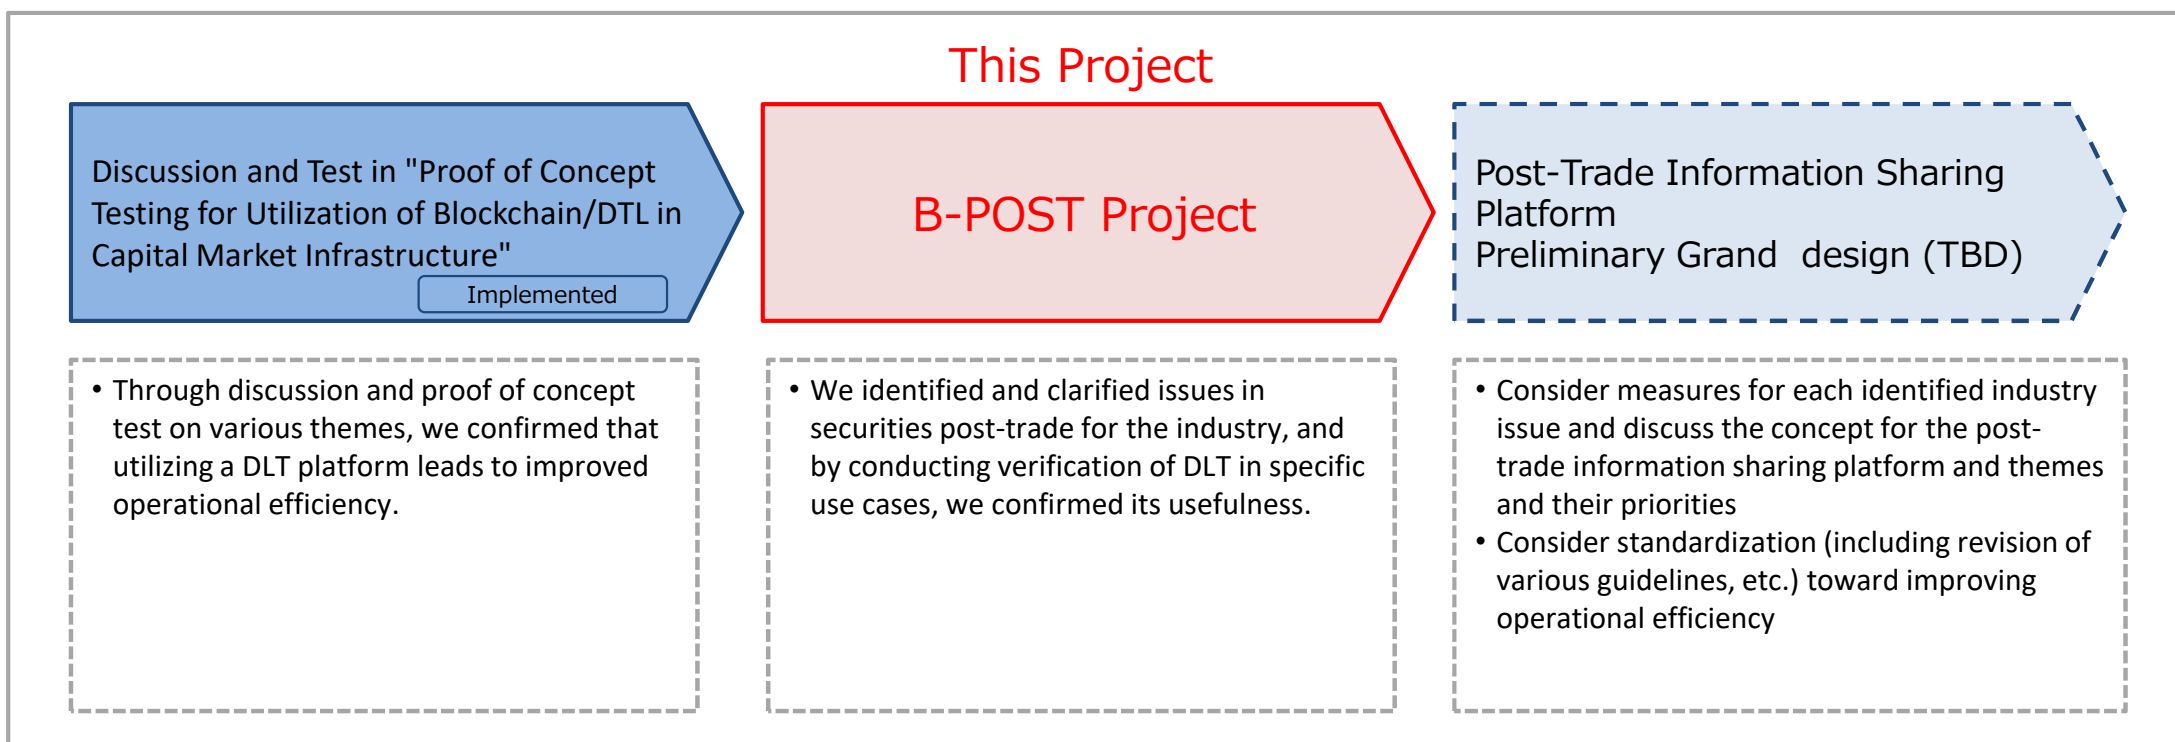 This Project
Discussion and Test in "Proof of Concept
Testing for Utilization of Blockchain/DTL in
Capital Market Infrastructure"
Implemented
B-POST Project
Post-Trade Information Sharing
Platform
Preliminary Grand  design (TBD)
• Through discussion and proof of concept
test on various themes, we confirmed that
utilizing a DLT platform leads to improved
operational efficiency.
• We identified and clarified issues in
securities post-trade for the industry, and
by conducting verification of DLT in specific
use cases, we confirmed its usefulness.
• Consider measures for each identified industry
issue and discuss the concept for the post-
trade information sharing platform and themes
and their priorities
• Consider standardization (including revision of
various guidelines, etc.) toward improving
operational efficiency